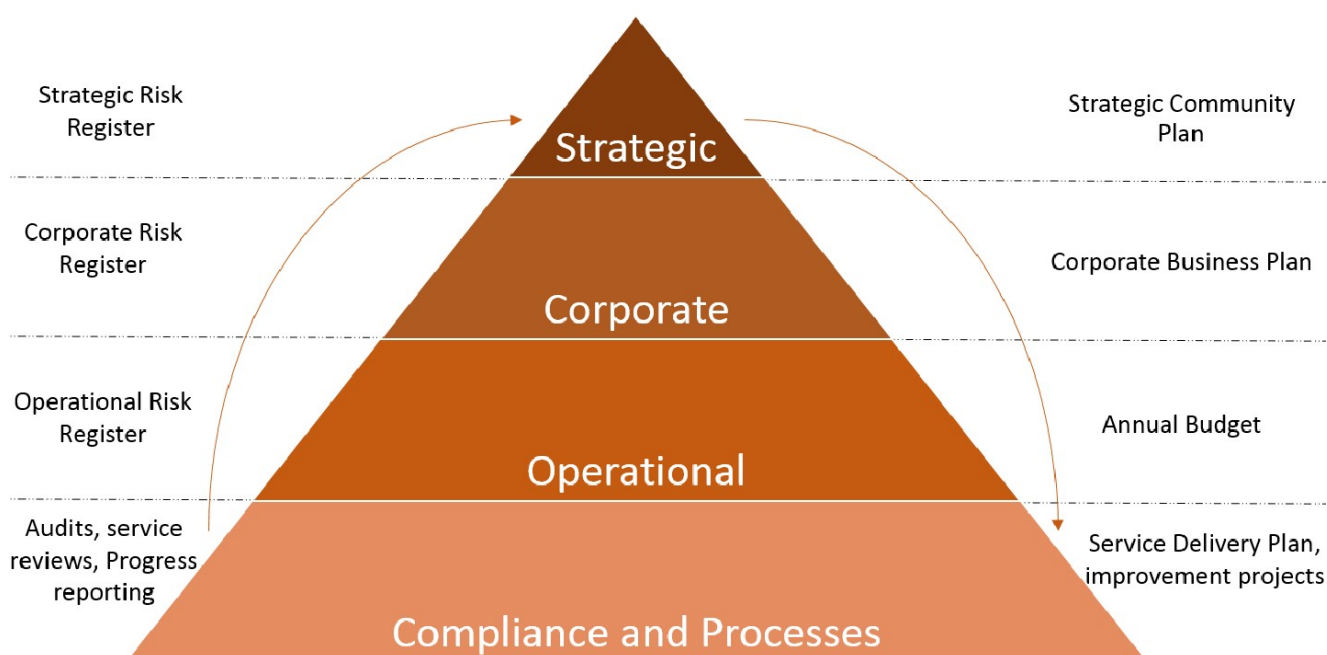 Strategic Risk
Register
Strategic
Strategic Community
Plan
Corporate Risk
Register
Corporate
Corporate Business Plan
Operational Risk
Register
Operational
Annual Budget
Audits, service
reviews, Progress
reporting
Compliance and Processes
Service Delivery Plan,
improvement projects